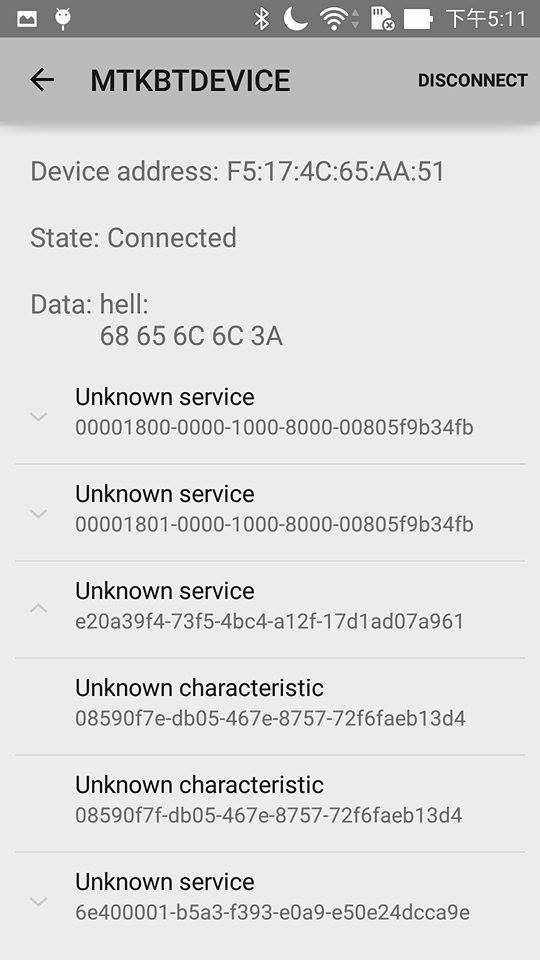 下午5:11
MTKBTDEVICE
DISCONNECT
Device address: F5:17:4C:65:AA:51
State: Connected
Data: hell:
68 65 6C 6C 3A
Unknown service
00001800-0000-1000-8000-00805f9b34fb
Unknown service
00001801-0000-1000-8000-00805f9b34fb
Unknown service
e20a39f4-73f5-4bc4-a12f-17d1ad07a961
Unknown characteristic
08590f7e-db05-467e-8757-72f6faeb13d4
Unknown characteristic
08590f7f-db05-467e-8757-72f6faeb13d4
Unknown service
6e400001-b5a3-f393-e0a9-e50e24dcca9e